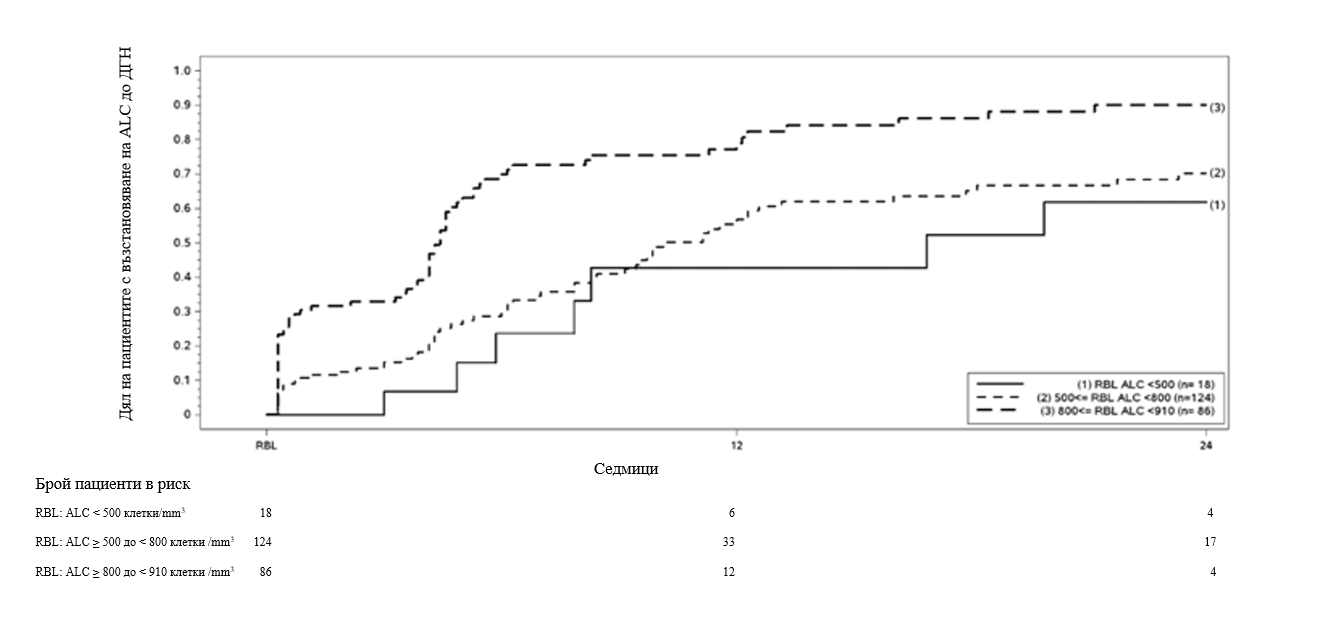 Дял на пациентите с възстановяване на ALC до ДГН
1.0
0.9
0.8
0.7
0.6
0.5
0.4
0.3
0.2
0.1
0
(3)
(2)
(1)
(1) RBL ALC <500 (n= 18)
(2) 500<= RBL ALC <800 (n=124)
(3) 800<= RBL ALC <910 (n= 86)
RBL 12 24
Седмици
Брой пациенти в риск
RBL: ALC < 500 клетки/mm³ 18 6 4
RBL: ALC ≥ 500 до < 800 клетки /mm³ 124 33 17
RBL: ALC ≥ 800 до < 910 клетки /mm³ 86 12 4